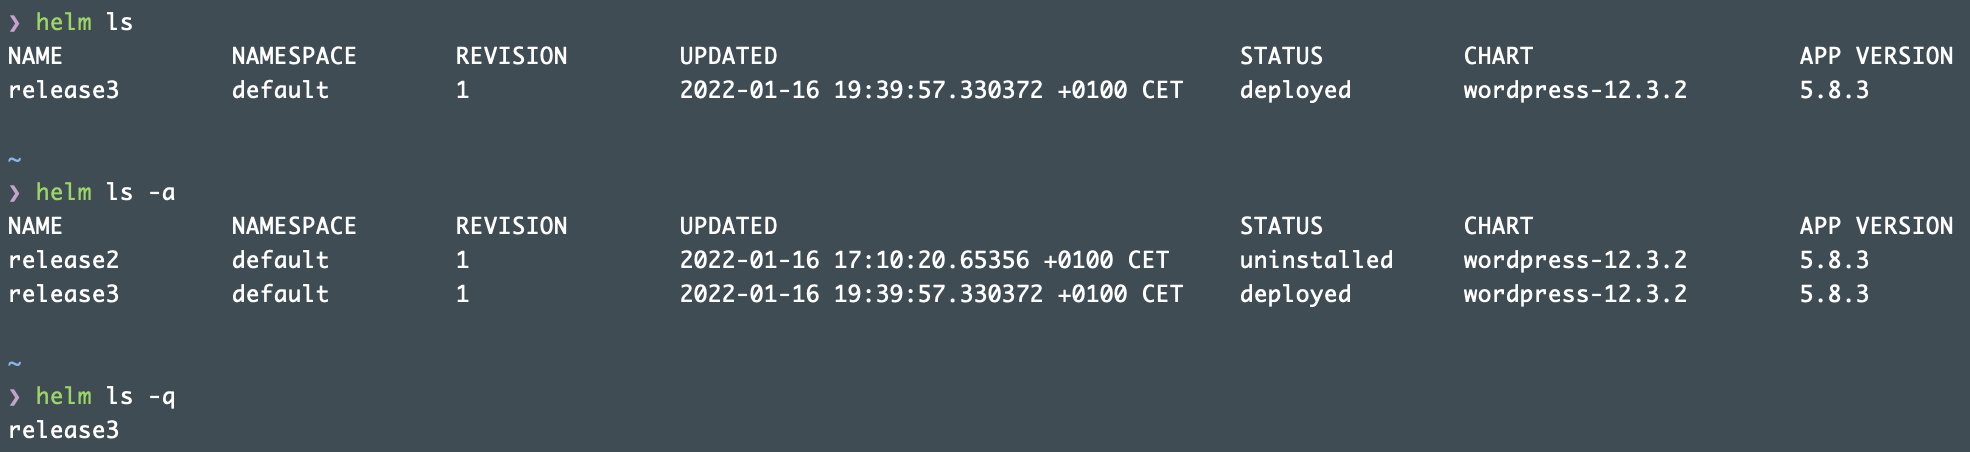 ❯ helm ls
NAME NAMESPACE REVISION UPDATED STATUS CHART APP VERSION
release3 default 1 2022-01-16 19:39:57.330372 +0100 CET deployed wordpress-12.3.2 5.8.3
~
❯ helm ls -a
NAME NAMESPACE REVISION UPDATED STATUS CHART APP VERSION
release2 default 1 2022-01-16 17:10:20.65356 +0100 CET uninstalled wordpress-12.3.2 5.8.3
release3 default 1 2022-01-16 19:39:57.330372 +0100 CET deployed wordpress-12.3.2 5.8.3
~
❯ helm ls -q
release3